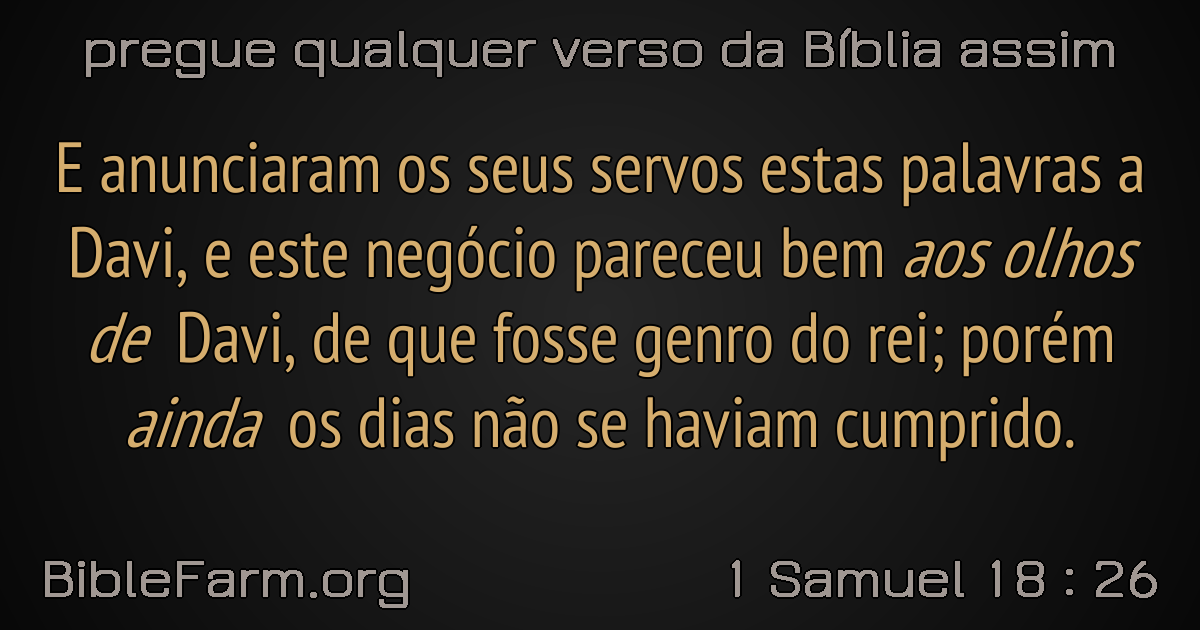 pregue qualquer verso da Bíblia assim
E anunciaram os seus servos estas palavras a
Davi, e este negócio pareceu bem aos olhos
de Davi, de que fosse genro do rei; porém
ainda os dias não se haviam cumprido.
BibleFarm.org
1 Samuel 18 : 26